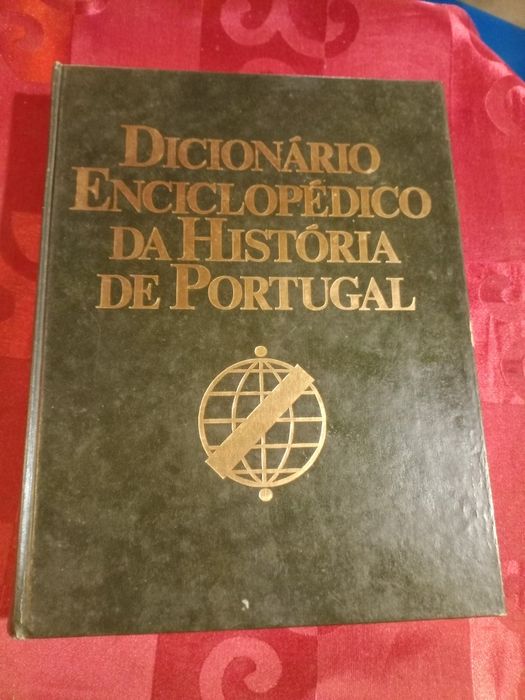 DICIONÁRIO
ENCICLOPÉDICO
DA HISTÓRIA
DE PORTUGAL